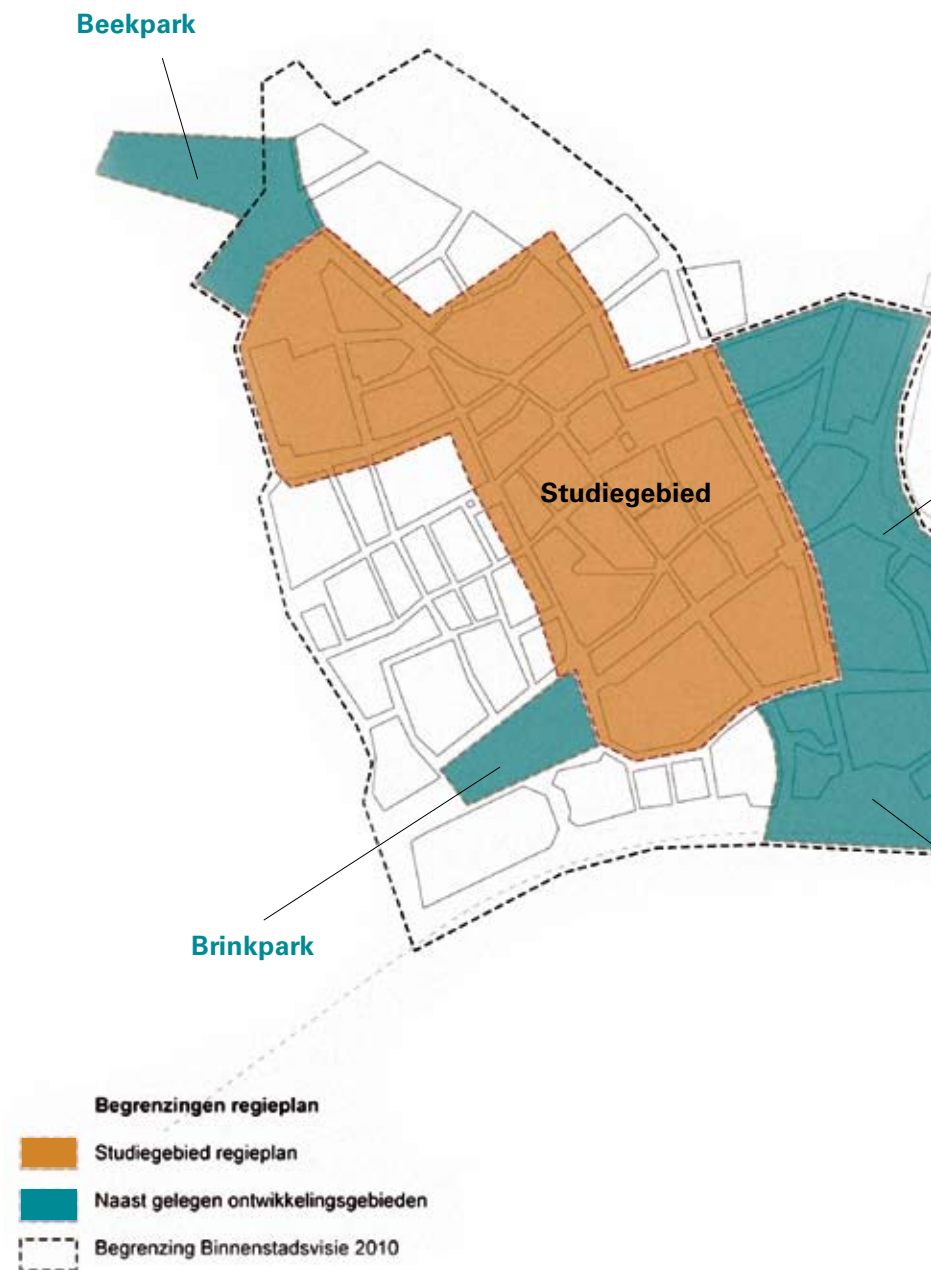 Beekpark
Studiegebied
Brinkpark
Begrenzingen regieplan
Studiegebied regieplan
Naast gelegen ontwikkelingsgebieden
Begrenzing Binnenstadsvisie 2010